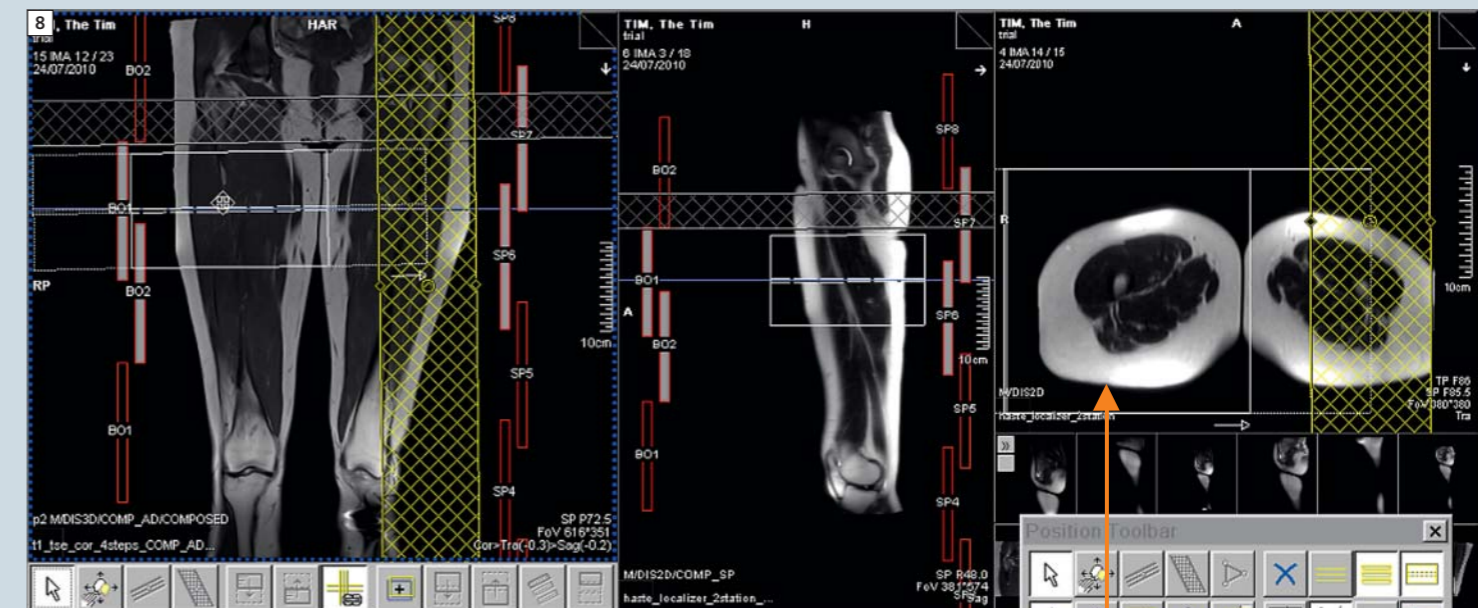 8
, The Tim
trial
15 IMA 12 / 23
24/07/2010
HAR
BO2
SP8
SP7
BO1
SP6
RP
BO2
10cm
SP5
BO1
SP4
p2 M/DIS3D/COMP_AD/COMPOSED
t1_tse_cor_4steps_COMP_AD...
SP P72.5
FoV 616*351
Cor>Tra(-0.3)>Sag(-0.2)
TIM, The Tim
trial
6 IMA 3 / 18
24/07/2010
H
SP8
BO2
SP7
BO1
A
SP6
BO2
10cm
SP5
BO1
SP4
M/DIS2D/COMP_SP
haste_localizer_2station_...
SP R48.0
FoV 381*574
Sag
TIM, The Tim
trial
4 IMA 14 / 15
24/07/2010
A
R
10cm
M/DIS2D
haste_localizer_2station
TP F86
SP F85.5
FoV 380*380
Tra
Position Toolbar